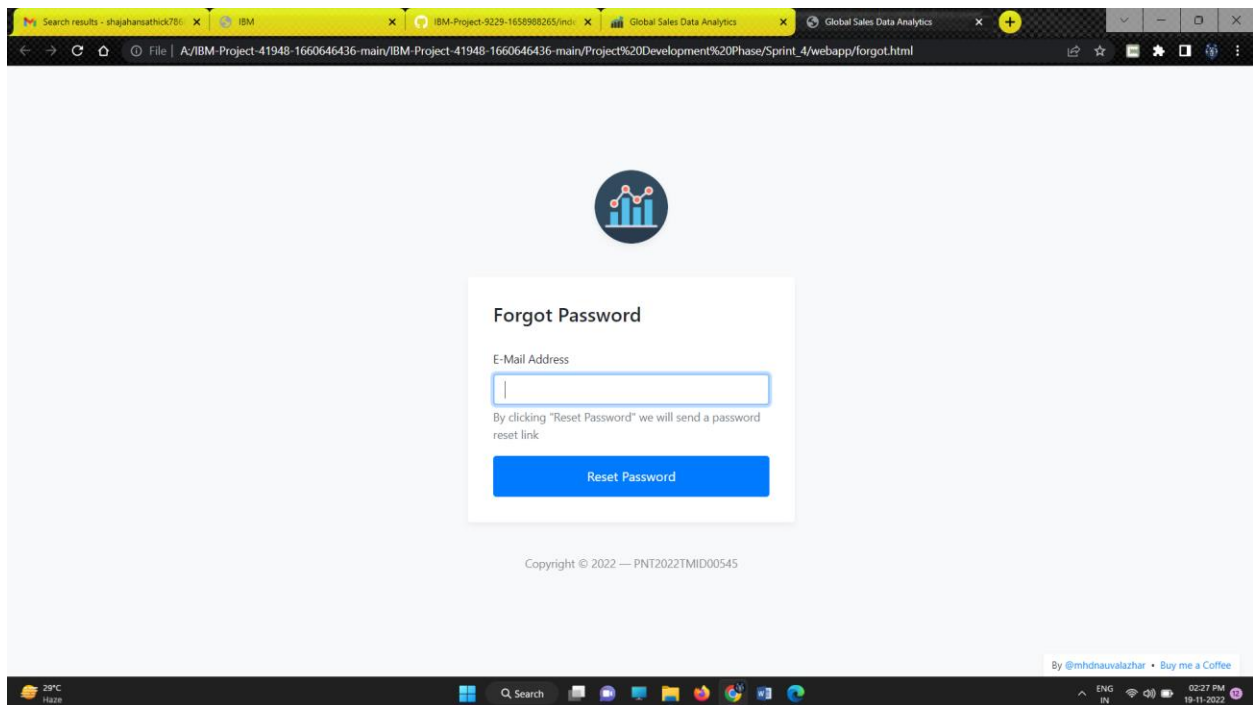 Search results - shajahansathick786
IBM
IBM-Project-9229-1658988265/inde
Global Sales Data Analytics
Global Sales Data Analytics
File | A:/IBM-Project-41948-1660646436-main/IBM-Project-41948-1660646436-main/Project%20Development%20Phase/Sprint_4/webapp/forgot.html
Forgot Password
E-Mail Address
By clicking "Reset Password" we will send a password
reset link
Reset Password
Copyright © 2022 — PNT2022TMID00545
By @mhdnauvalazhar • Buy me a Coffee
29°C
Haze
Search
ENG
IN
02:27 PM
19-11-2022
12